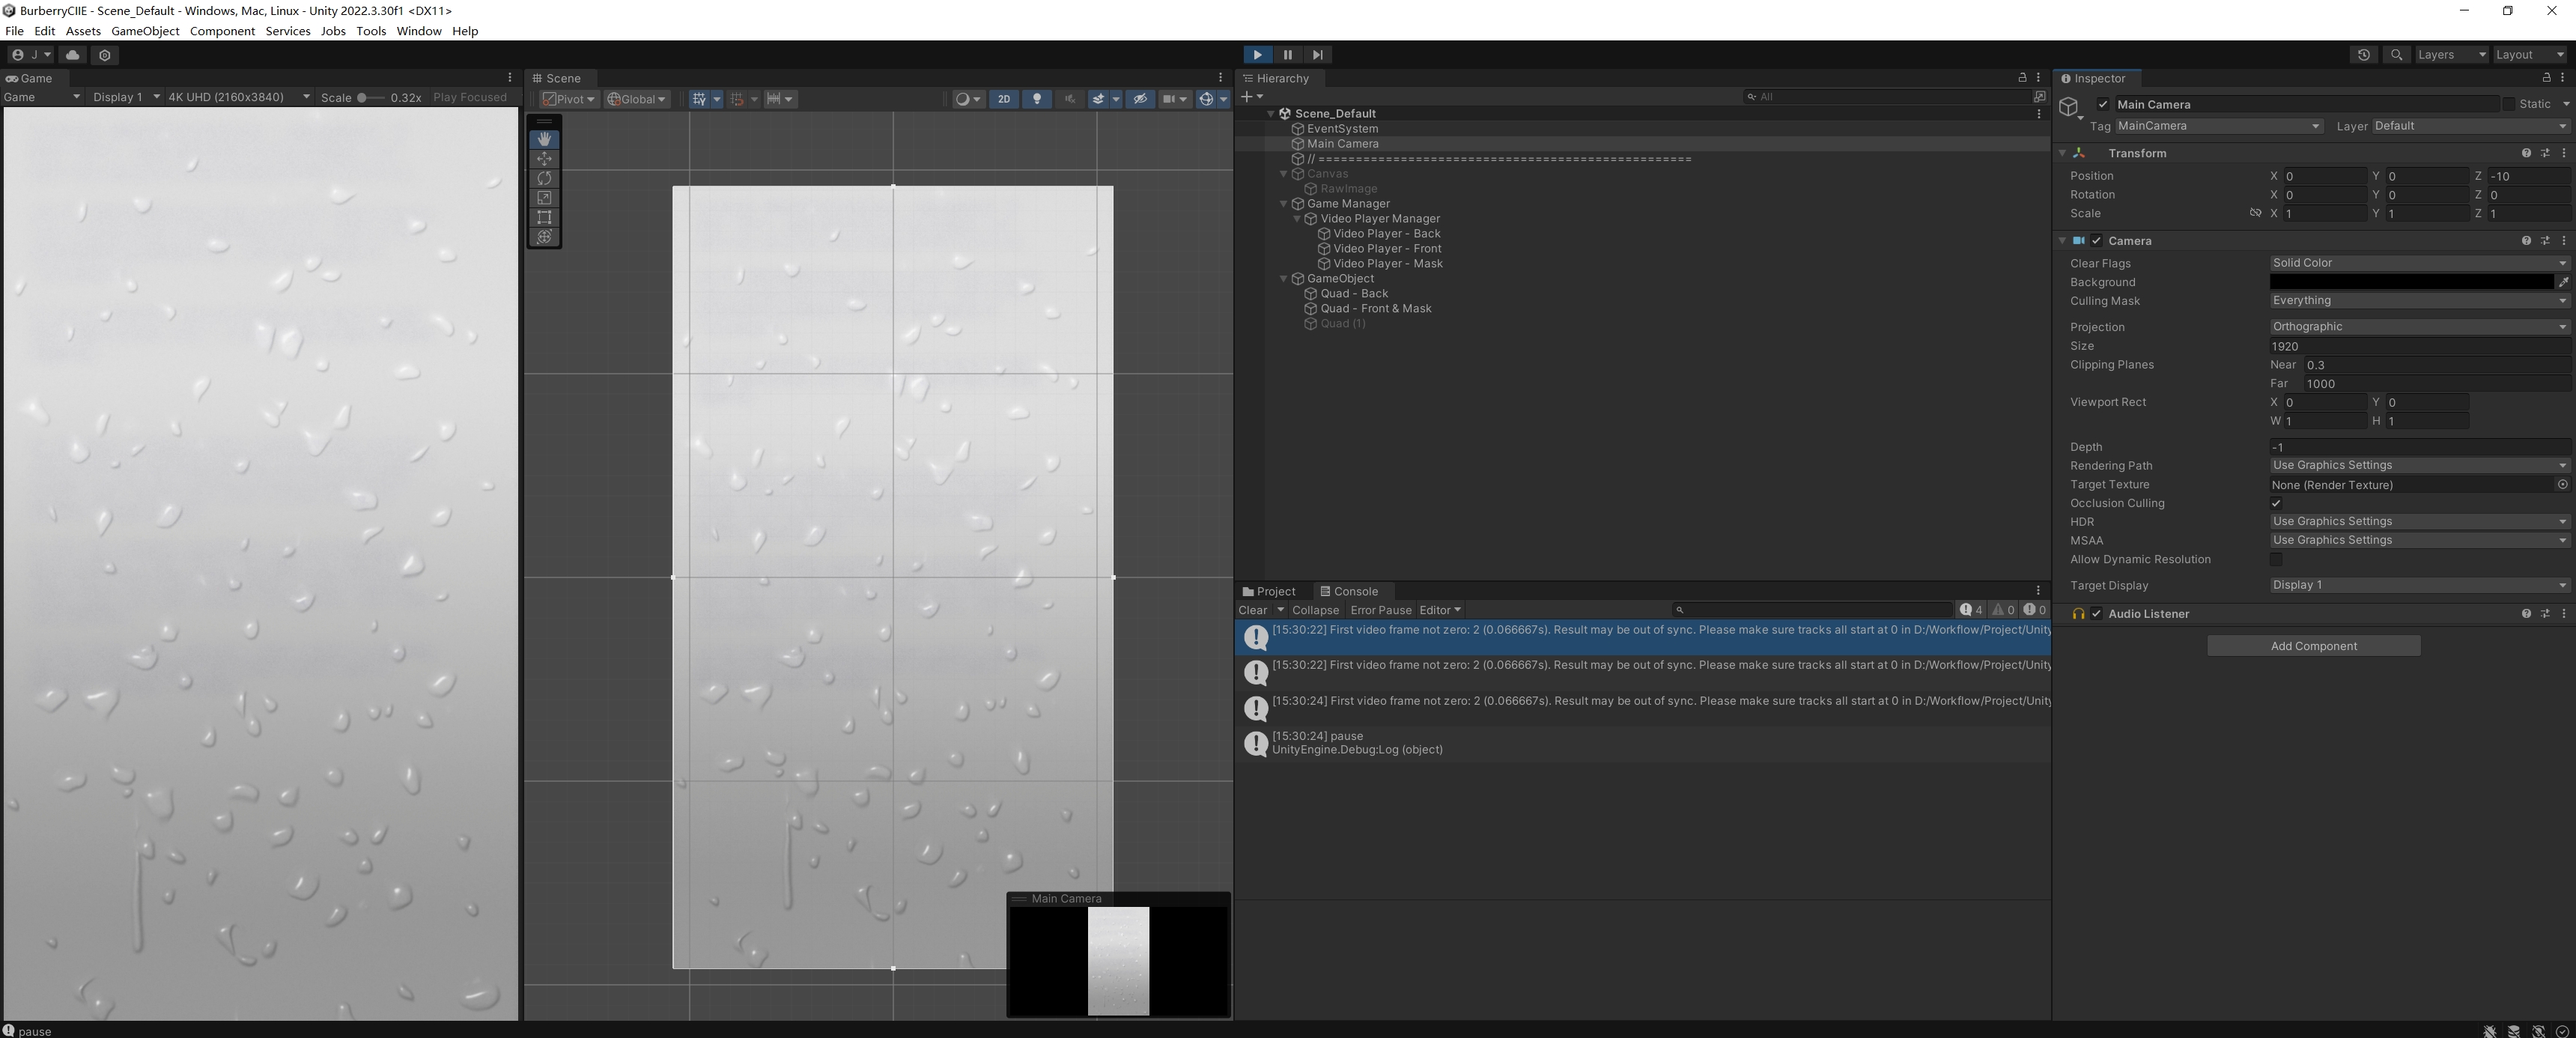 BurberryCIIE - Scene_Default - Windows, Mac, Linux - Unity 2022.3.30f1 <DX11>
File Edit Assets GameObject Component Services Jobs Tools Window Help
J
Layers
Layout
Game
Game
Display 1
4K UHD (2160x3840)
Scale
0.32x
Play Focused
Scene
Pivot
Global
2D
Main Camera
Hierarchy
All
Scene_Default
EventSystem
Main Camera
// ==================================================
Canvas
RawImage
Game Manager
Video Player Manager
Video Player - Back
Video Player - Front
Video Player - Mask
GameObject
Quad - Back
Quad - Front & Mask
Quad (1)
Project
Console
Clear
Collapse
Error Pause
Editor
4
0
0
[15:30:22] First video frame not zero: 2 (0.066667s). Result may be out of sync. Please make sure tracks all start at 0 in D:/Workflow/Project/Unity
[15:30:22] First video frame not zero: 2 (0.066667s). Result may be out of sync. Please make sure tracks all start at 0 in D:/Workflow/Project/Unity
[15:30:24] First video frame not zero: 2 (0.066667s). Result may be out of sync. Please make sure tracks all start at 0 in D:/Workflow/Project/Unity
[15:30:24] pause
UnityEngine.Debug:Log (object)
Inspector
Main Camera
Static
Tag MainCamera
Layer Default
Transform
Position X 0 Y 0 Z -10
Rotation X 0 Y 0 Z 0
Scale X 1 Y 1 Z 1
Camera
Clear Flags Solid Color
Background
Culling Mask Everything
Projection Orthographic
Size 1920
Clipping Planes Near 0.3
Far 1000
Viewport Rect X 0 Y 0
W 1 H 1
Depth -1
Rendering Path Use Graphics Settings
Target Texture None (Render Texture)
Occlusion Culling
HDR Use Graphics Settings
MSAA Use Graphics Settings
Allow Dynamic Resolution
Target Display Display 1
Audio Listener
Add Component
pause